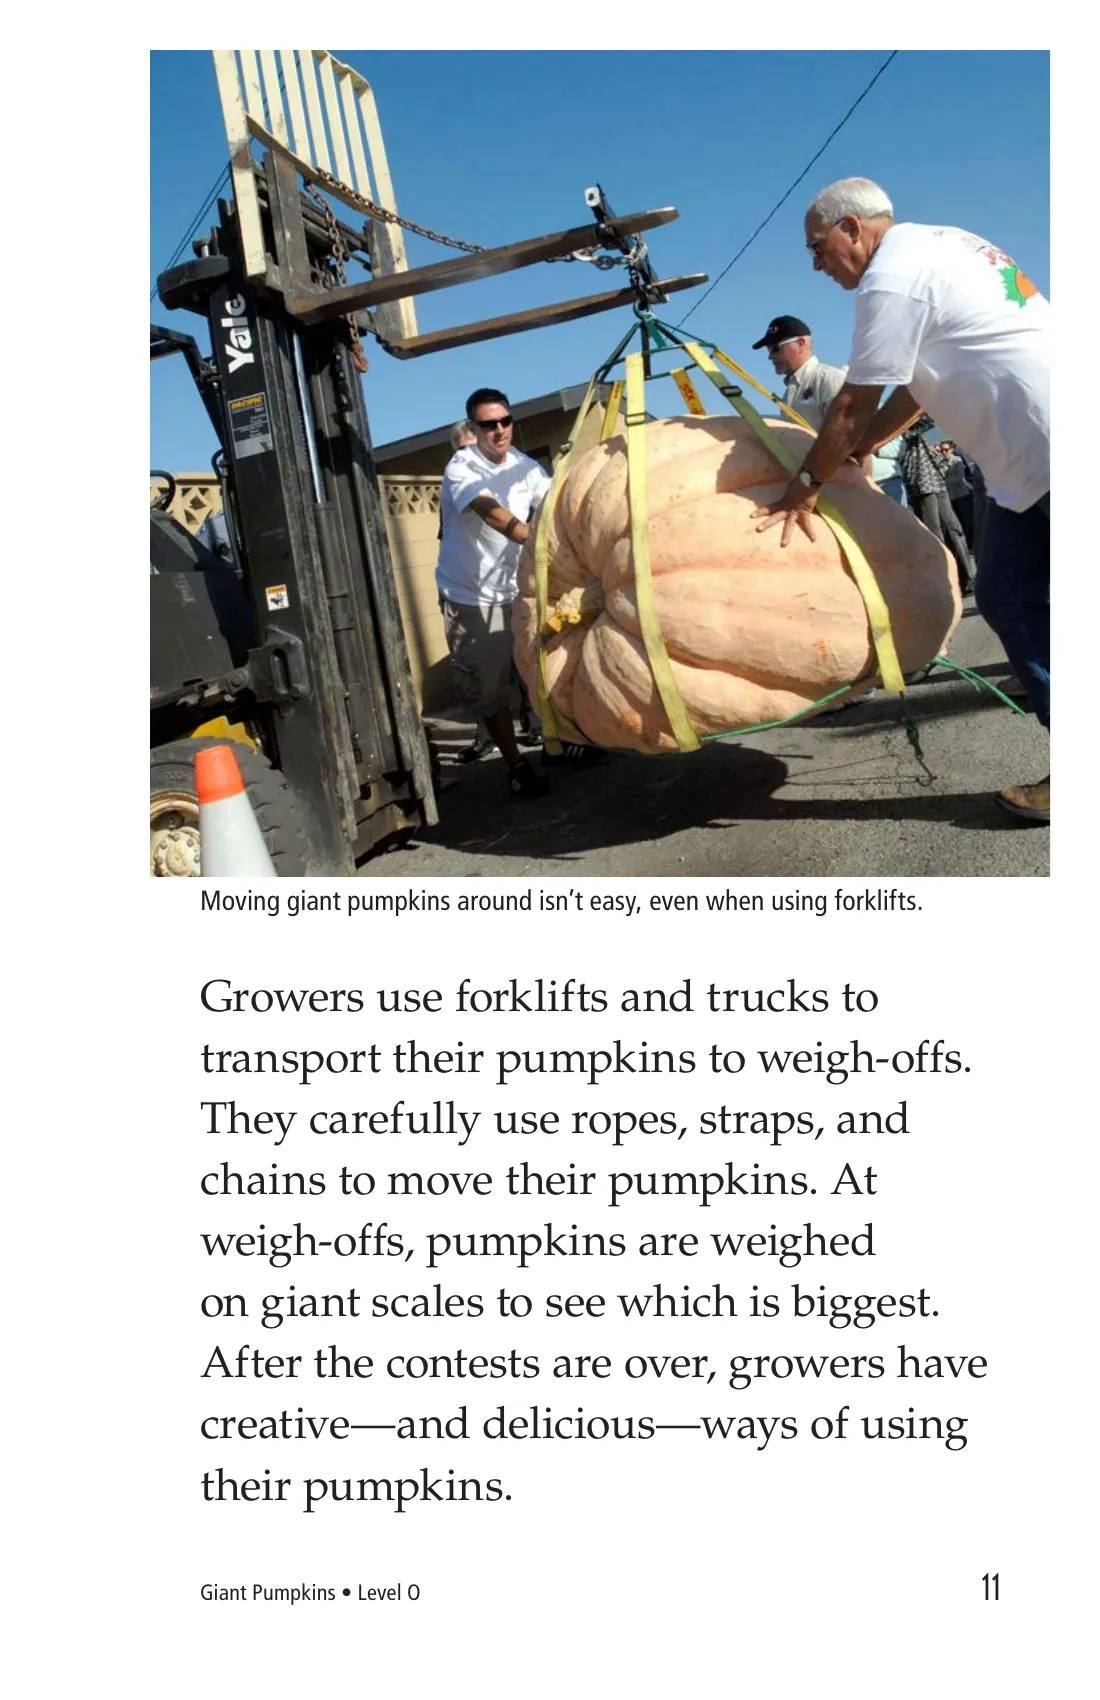 Yale
PACIFIC
Moving giant pumpkins around isn’t easy, even when using forklifts.
Growers use forklifts and trucks to
transport their pumpkins to weigh-offs.
They carefully use ropes, straps, and
chains to move their pumpkins. At
weigh-offs, pumpkins are weighed
on giant scales to see which is biggest.
After the contests are over, growers have
creative—and delicious—ways of using
their pumpkins.
Giant Pumpkins • Level O
11